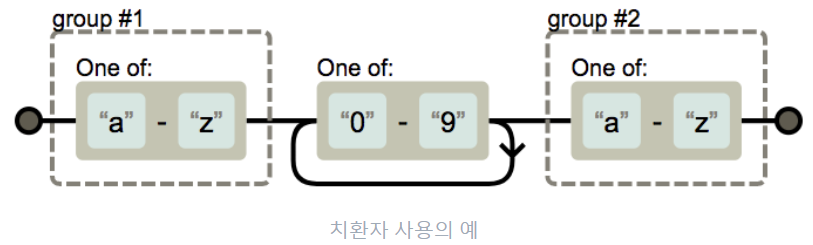 group #1
group #2
One of:
One of:
One of:
“a” - “z”
“0” - “9”
“a” - “z”
치환자 사용의 예